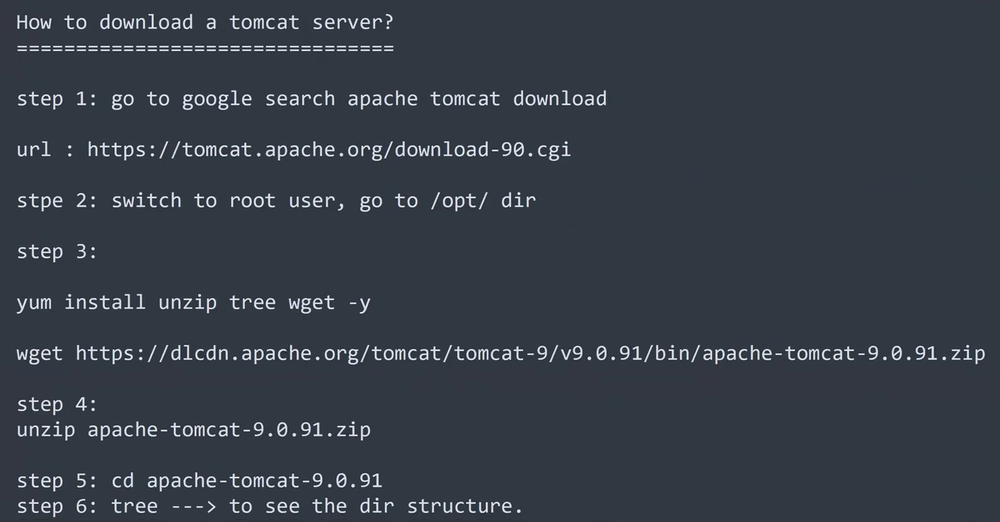 How to download a tomcat server?
================================
step 1: go to google search apache tomcat download
url : https://tomcat.apache.org/download-90.cgi
stpe 2: switch to root user, go to /opt/ dir
step 3:
yum install unzip tree wget -y
wget https://dlcdn.apache.org/tomcat/tomcat-9/v9.0.91/bin/apache-tomcat-9.0.91.zip
step 4:
unzip apache-tomcat-9.0.91.zip
step 5: cd apache-tomcat-9.0.91
step 6: tree ---> to see the dir structure.